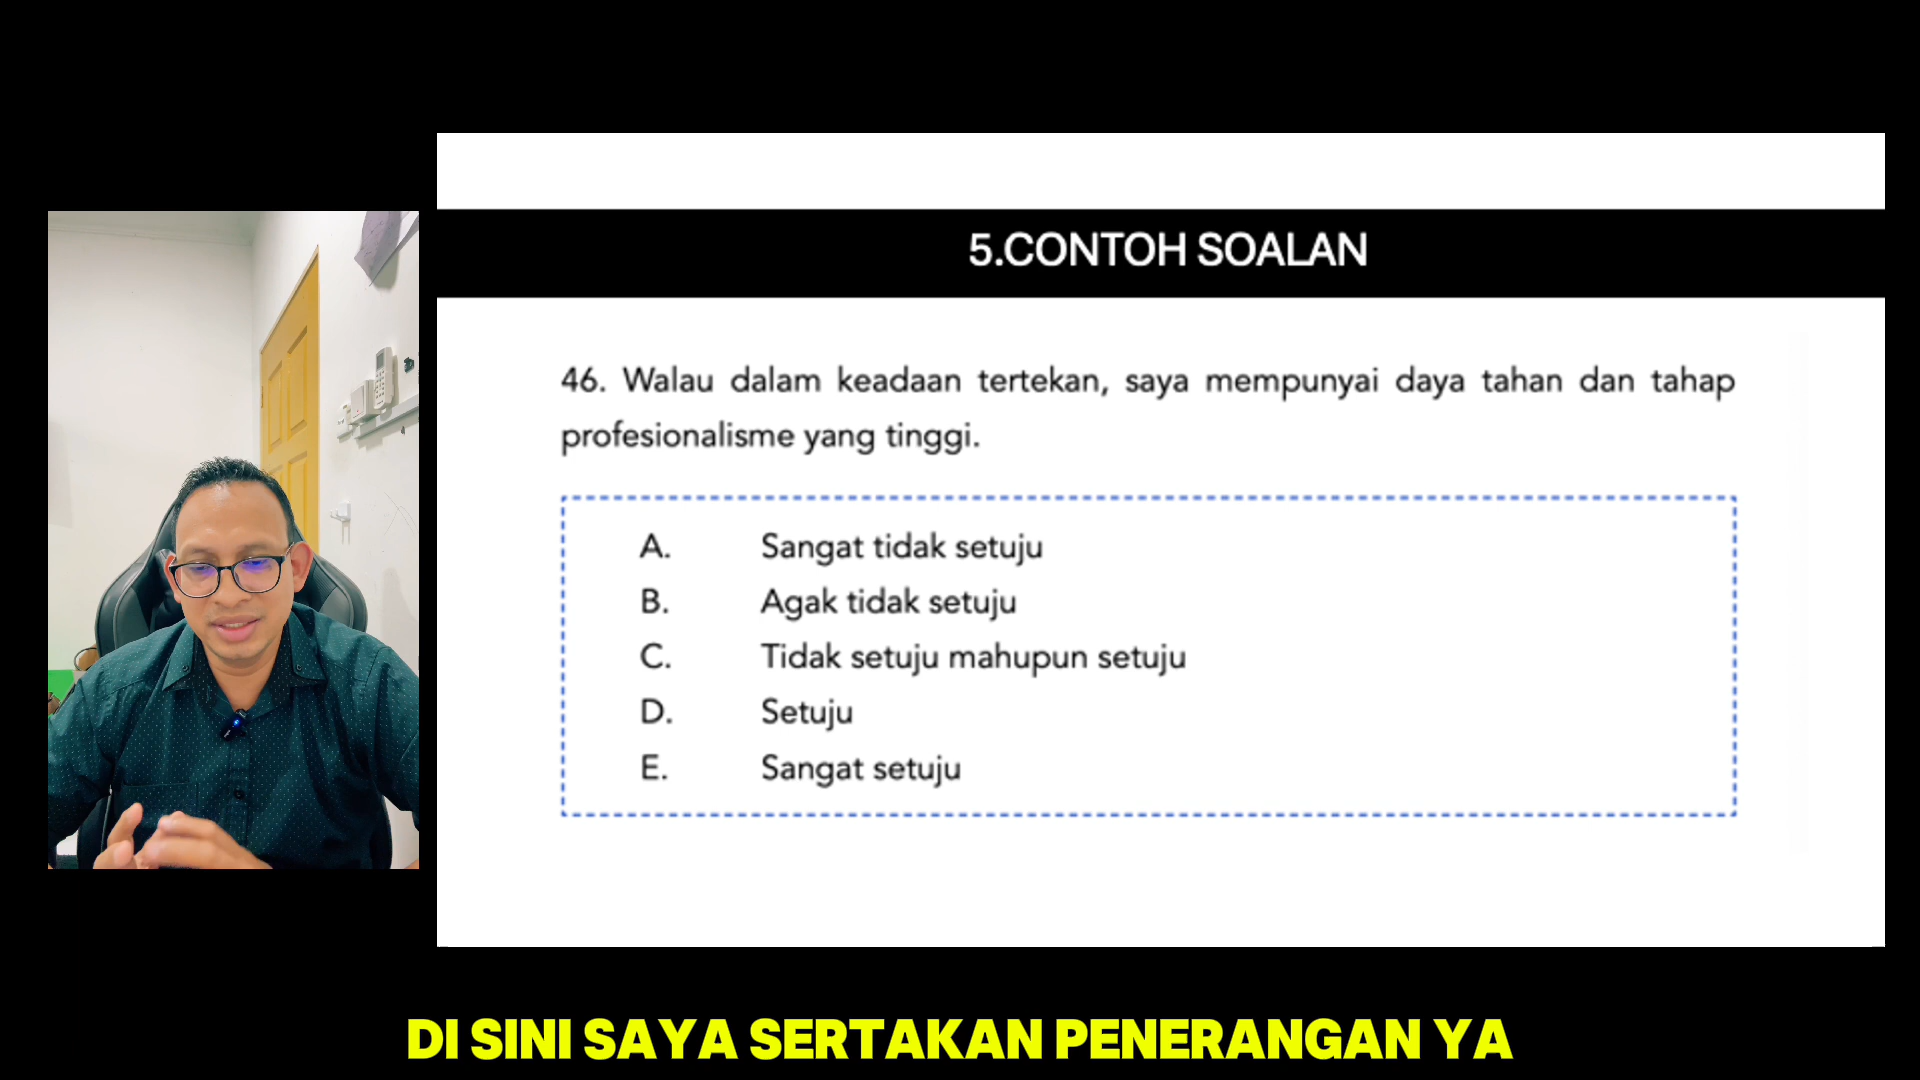 5.CONTOH SOALAN
46. Walau dalam keadaan tertekan, saya mempunyai daya tahan dan tahap
profesionalisme yang tinggi.
A. Sangat tidak setuju
B. Agak tidak setuju
C. Tidak setuju mahupun setuju
D. Setuju
E. Sangat setuju
DI SINI SAYA SERTAKAN PENERANGAN YA